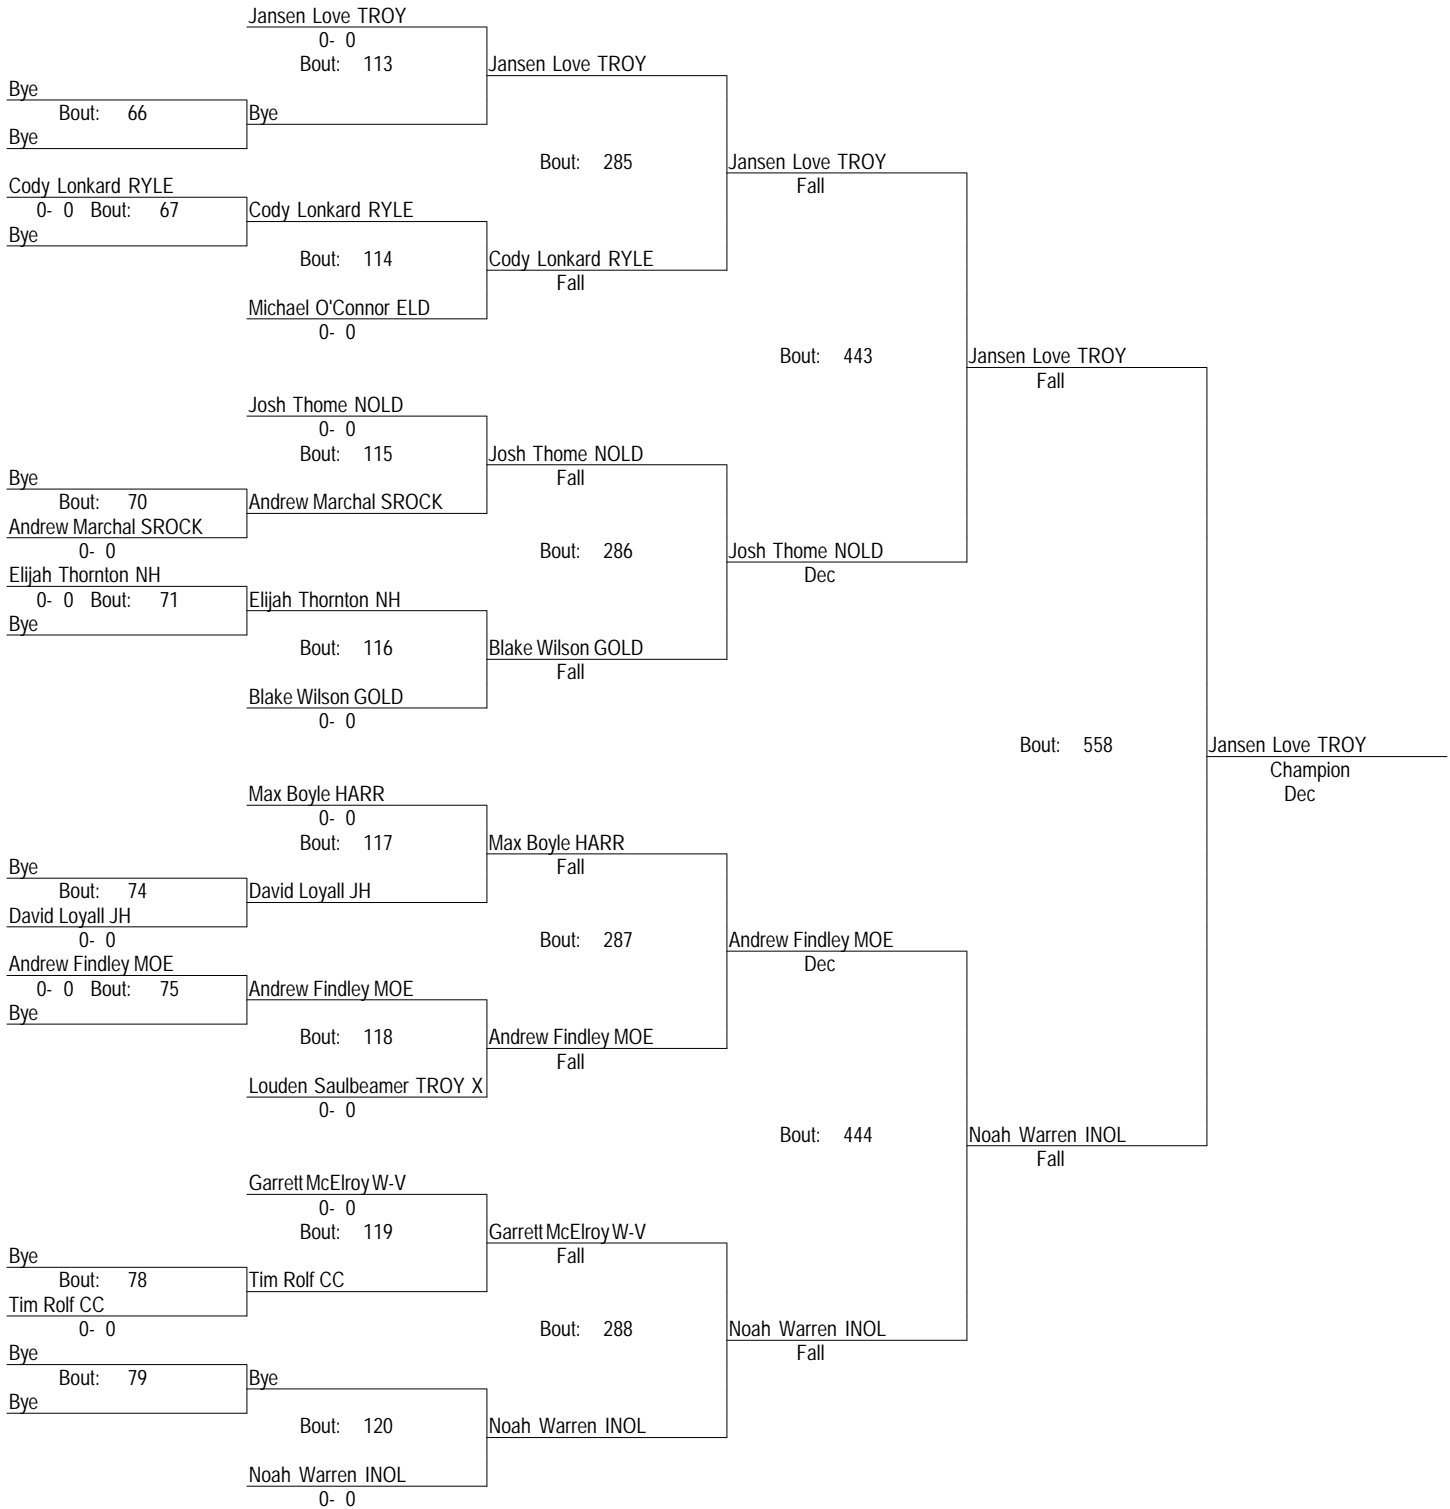 Jansen Love TROY
0- 0
Bout: 113
Jansen Love TROY
Bye
Bout: 66
Bye
Bye
Bout: 285
Jansen Love TROY
Fall
Cody Lonkard RYLE
0- 0 Bout: 67
Cody Lonkard RYLE
Bye
Bout: 114
Cody Lonkard RYLE
Fall
Michael O'Connor ELD
0- 0
Bout: 443
Jansen Love TROY
Fall
Josh Thome NOLD
0- 0
Bout: 115
Josh Thome NOLD
Fall
Bye
Bout: 70
Andrew Marchal SROCK
Andrew Marchal SROCK
0- 0
Bout: 286
Josh Thome NOLD
Dec
Elijah Thornton NH
0- 0 Bout: 71
Elijah Thornton NH
Bye
Bout: 116
Blake Wilson GOLD
Fall
Blake Wilson GOLD
0- 0
Bout: 558
Jansen Love TROY
Champion
Dec
Max Boyle HARR
0- 0
Bout: 117
Max Boyle HARR
Fall
Bye
Bout: 74
David Loyall JH
David Loyall JH
0- 0
Bout: 287
Andrew Findley MOE
Dec
Andrew Findley MOE
0- 0 Bout: 75
Andrew Findley MOE
Bye
Bout: 118
Andrew Findley MOE
Fall
Louden Saulbeamer TROY X
0- 0
Bout: 444
Noah Warren INOL
Fall
Garrett McElroy W-V
0- 0
Bout: 119
Garrett McElroy W-V
Fall
Bye
Bout: 78
Tim Rolf CC
Tim Rolf CC
0- 0
Bout: 288
Noah Warren INOL
Fall
Bye
Bout: 79
Bye
Bye
Bout: 120
Noah Warren INOL
Noah Warren INOL
0- 0